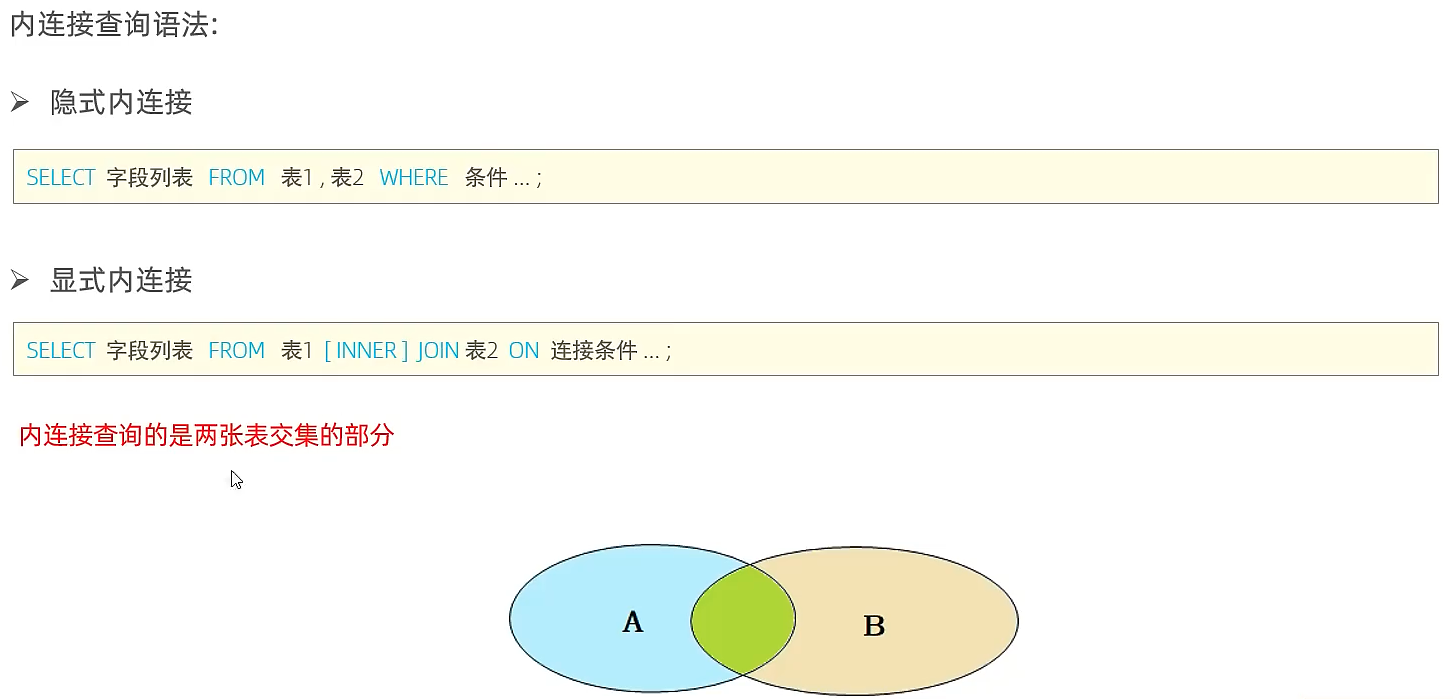 内连接查询语法:
➢ 隐式内连接
SELECT 字段列表 FROM 表1 , 表2 WHERE 条件 ... ;
➢ 显式内连接
SELECT 字段列表 FROM 表1 [ INNER ] JOIN 表2 ON 连接条件 ... ;
内连接查询的是两张表交集的部分
A
B